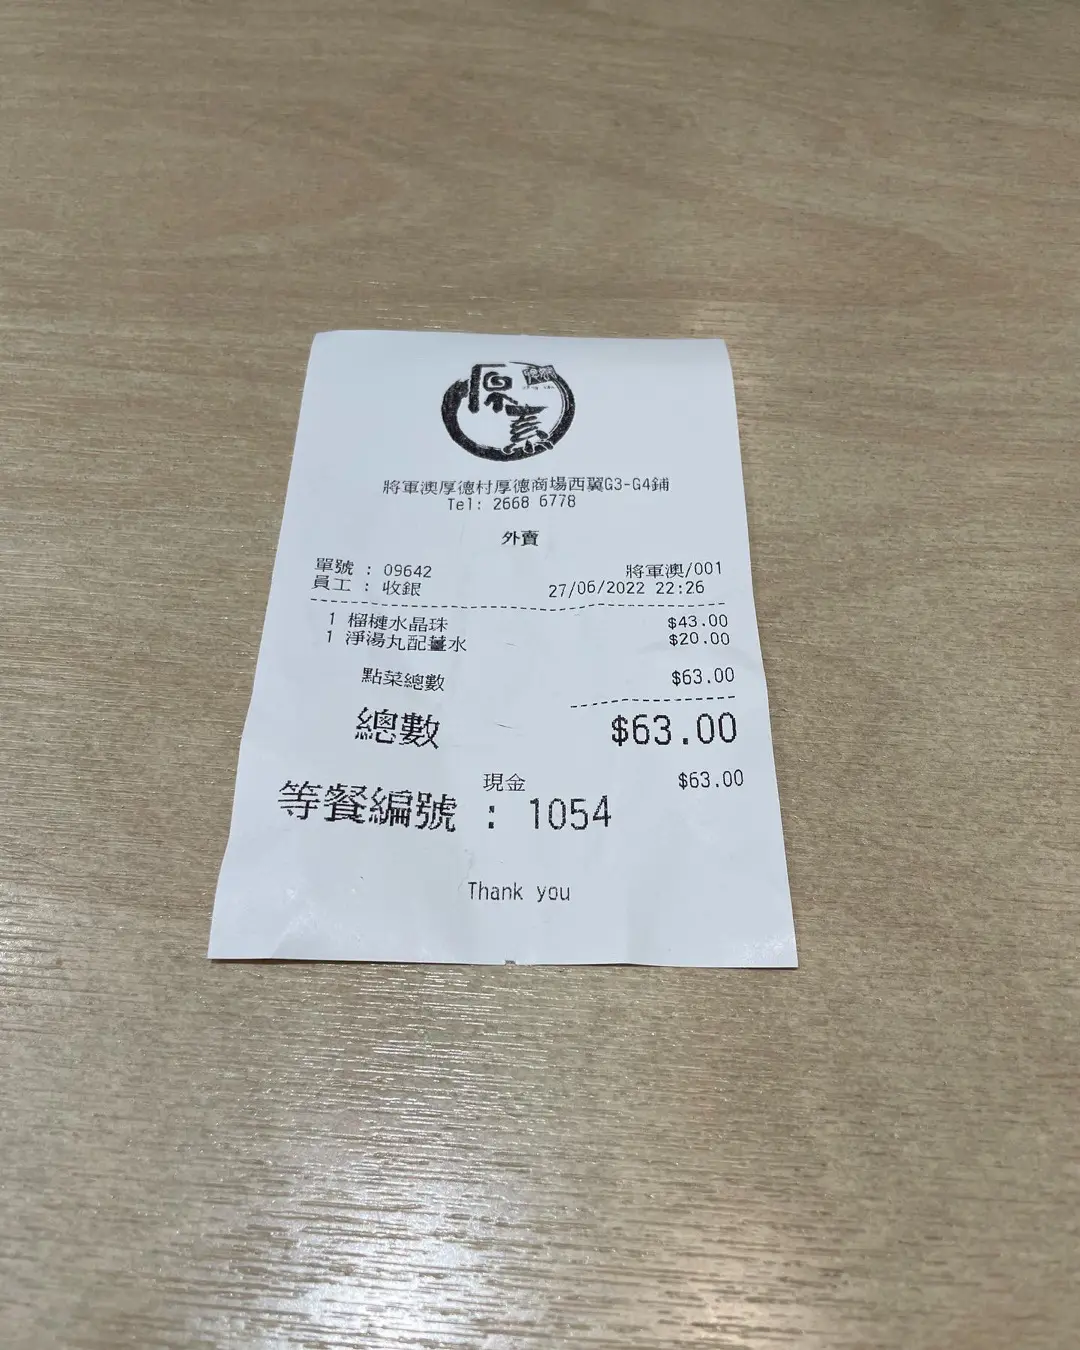 原素
將軍澳厚德村厚德商場西翼G3-G4鋪
Tel: 2668 6778
外賣
單號 : 09642 將軍澳/001
員工 : 收銀 27/06/2022 22:26
1 榴槤水晶珠 $43.00
1 淨湯丸配薑水 $20.00
點菜總數 $63.00
總數 $63.00
現金 $63.00
等餐編號 : 1054
Thank you